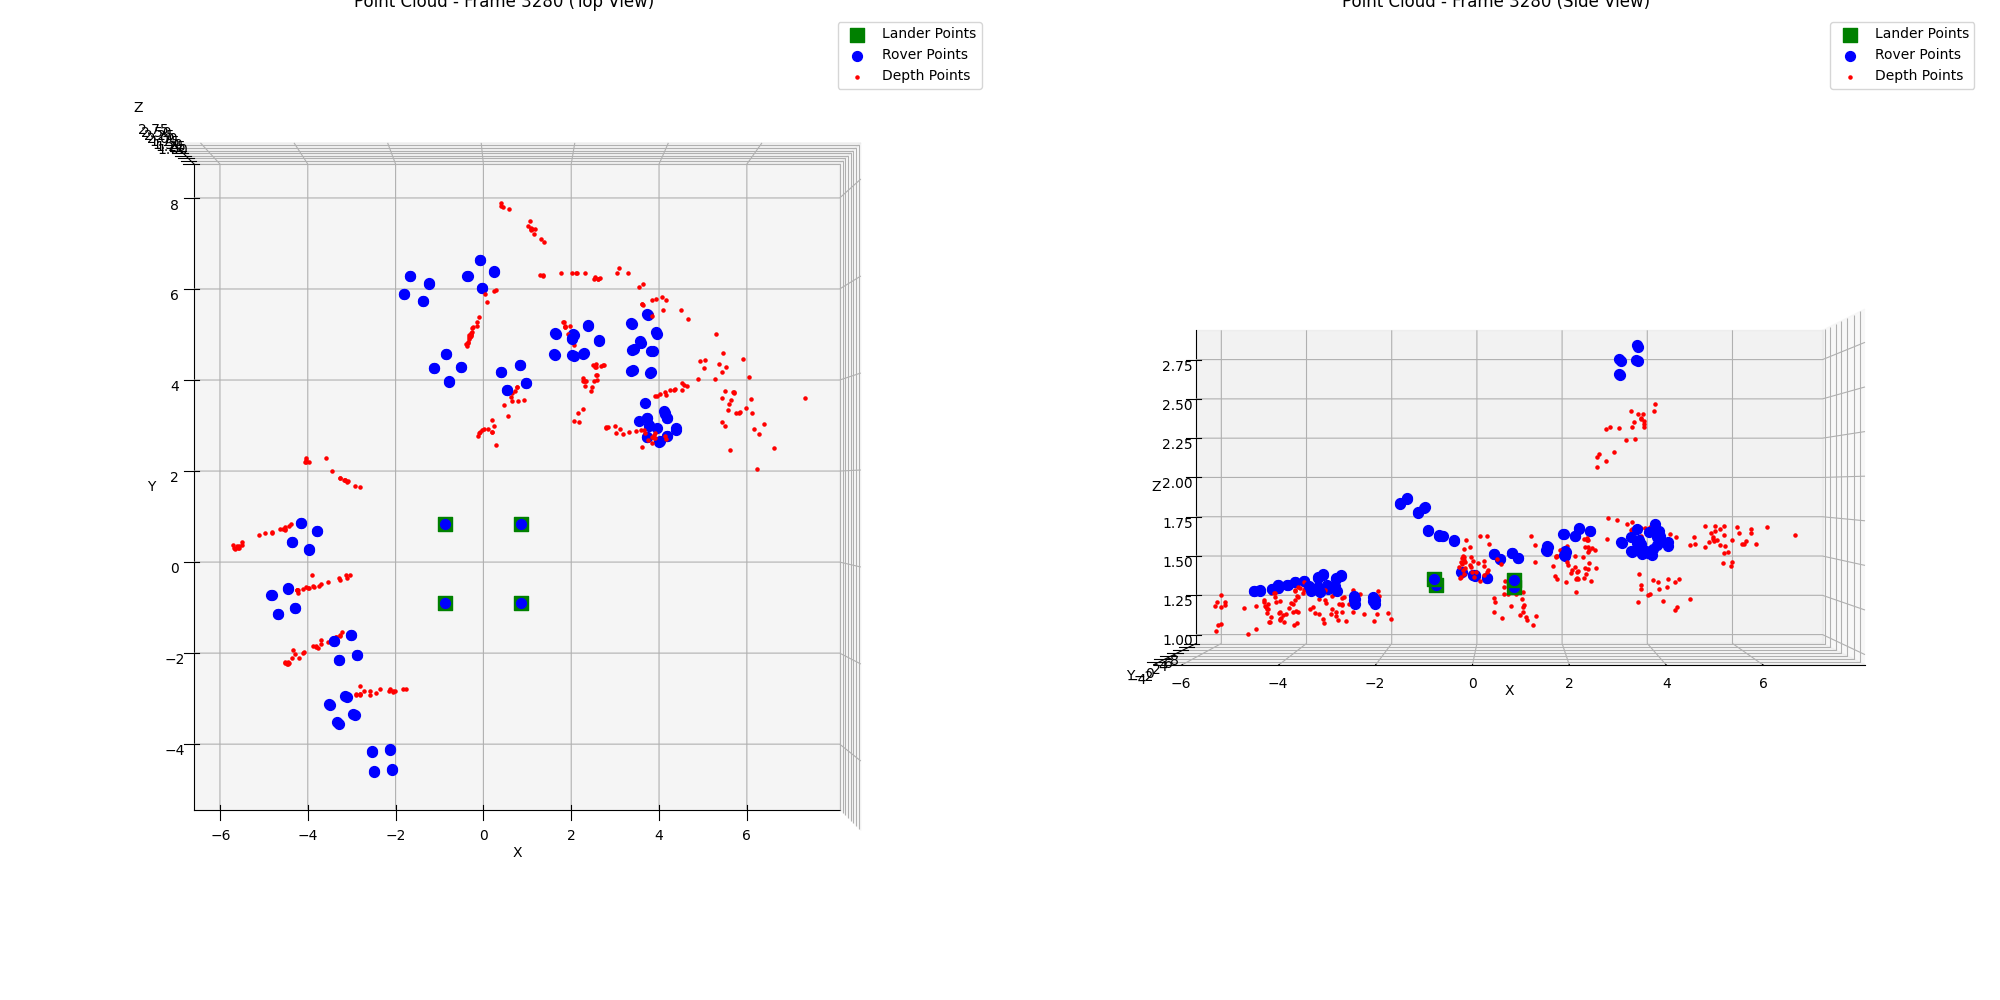 Point Cloud - Frame 3280 (Top View)
Lander Points
Rover Points
Depth Points
Z
2.75
8
6
4
2
0
−2
−4
Y
−6
−4
−2
0
2
4
6
X
Point Cloud - Frame 3280 (Side View)
Lander Points
Rover Points
Depth Points
2.75
2.50
2.25
2.00
1.75
1.50
1.25
1.00
Z
Y
−6
−4
−2
0
2
4
6
X